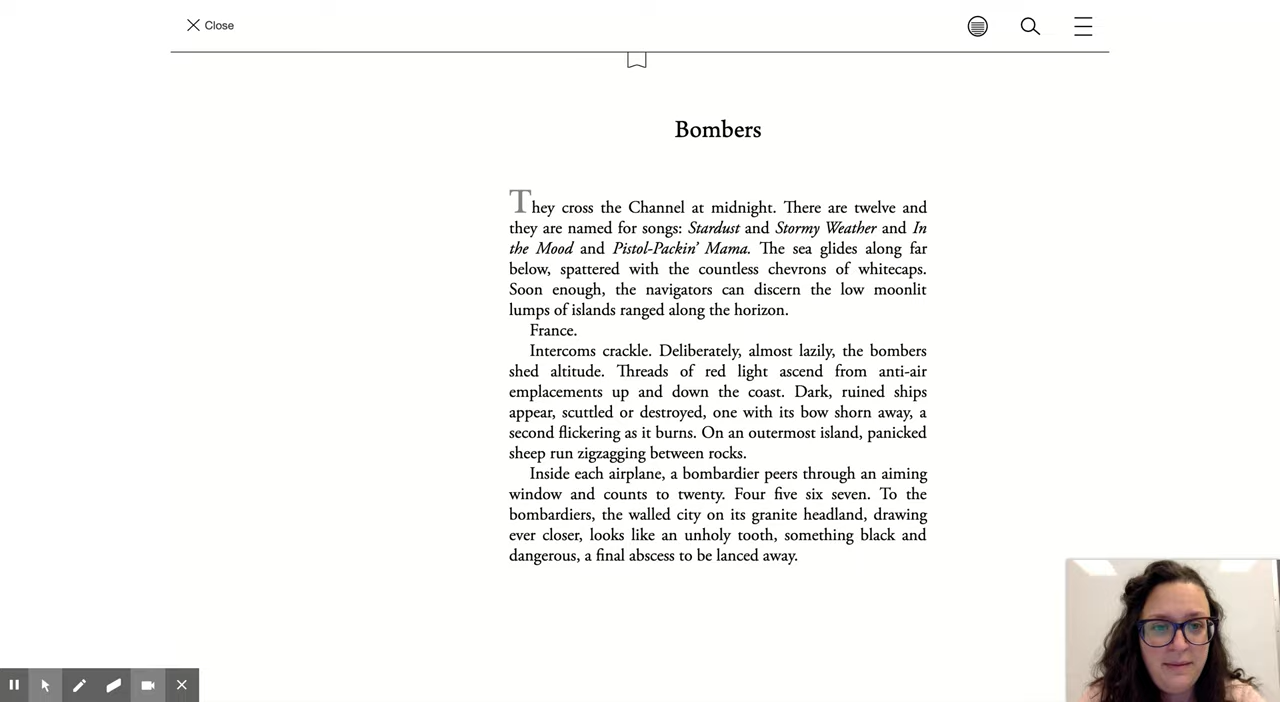 Close
Bombers
They cross the Channel at midnight. There are twelve and
they are named for songs: Stardust and Stormy Weather and In
the Mood and Pistol-Packin’ Mama. The sea glides along far
below, spattered with the countless chevrons of whitecaps.
Soon enough, the navigators can discern the low moonlit
lumps of islands ranged along the horizon.
France.
Intercoms crackle. Deliberately, almost lazily, the bombers
shed altitude. Threads of red light ascend from anti-air
emplacements up and down the coast. Dark, ruined ships
appear, scuttled or destroyed, one with its bow shorn away, a
second flickering as it burns. On an outermost island, panicked
sheep run zigzagging between rocks.
Inside each airplane, a bombardier peers through an aiming
window and counts to twenty. Four five six seven. To the
bombardiers, the walled city on its granite headland, drawing
ever closer, looks like an unholy tooth, something black and
dangerous, a final abscess to be lanced away.